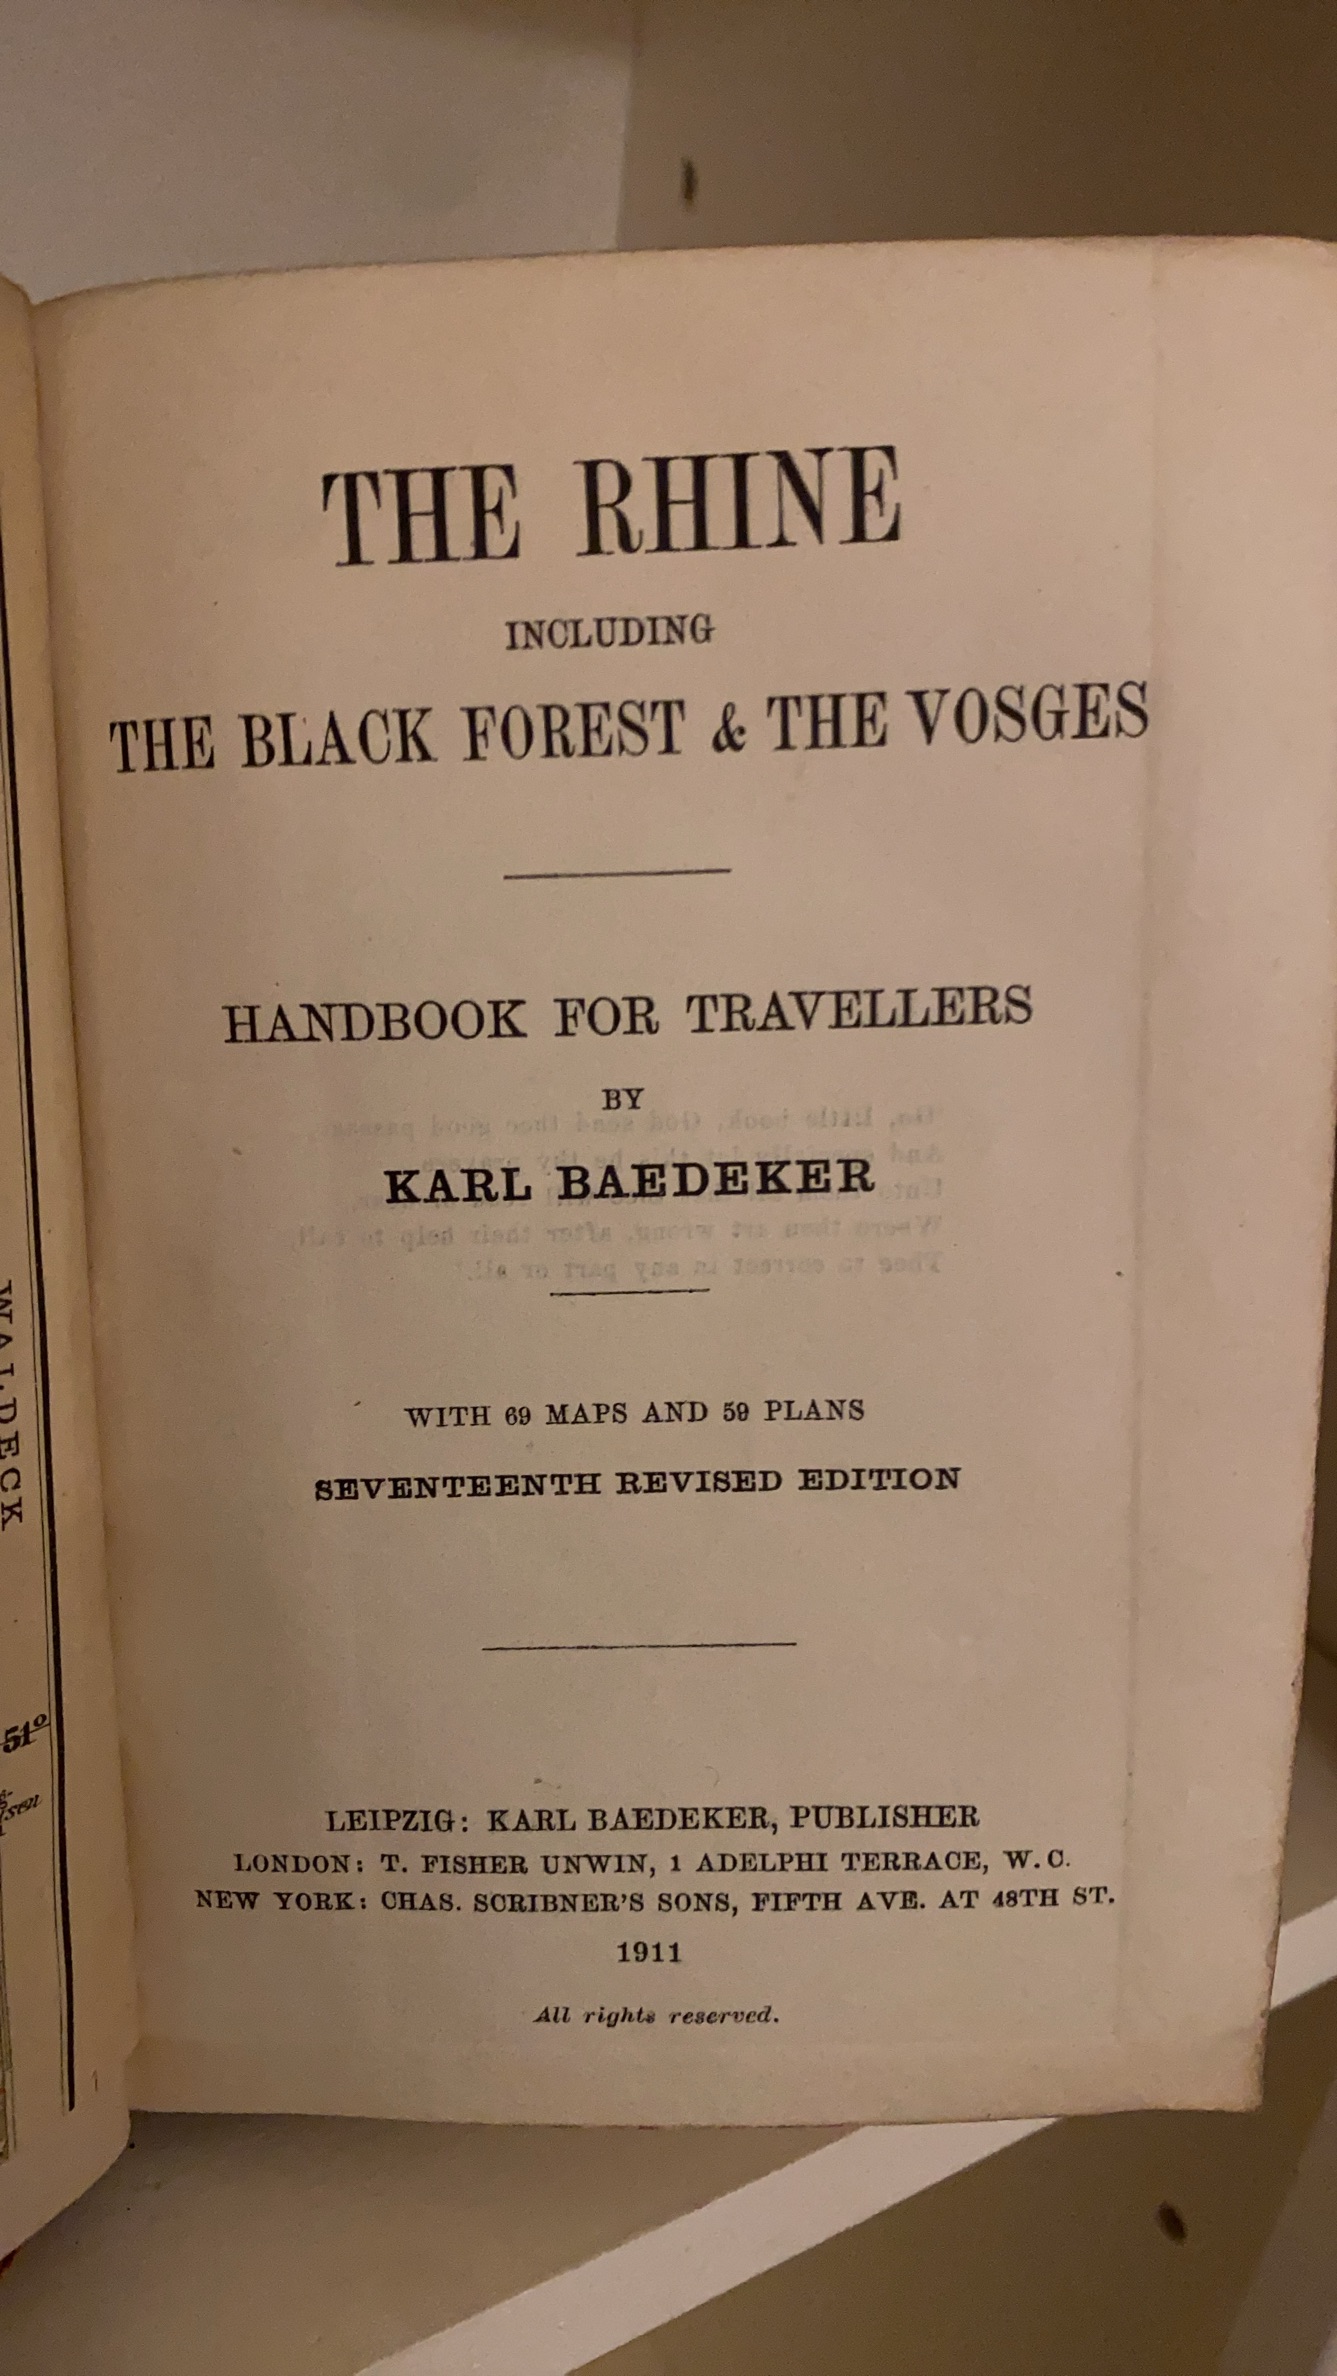 THE RHINE
INCLUDING
THE BLACK FOREST & THE VOSGES
HANDBOOK FOR TRAVELLERS
BY
KARL BAEDEKER
WITH 69 MAPS AND 59 PLANS
SEVENTEENTH REVISED EDITION
LEIPZIG: KARL BAEDEKER, PUBLISHER
LONDON: T. FISHER UNWIN, 1 ADELPHI TERRACE, W.C.
NEW YORK: CHAS. SCRIBNER'S SONS, FIFTH AVE. AT 48TH ST.
1911
All rights reserved.
WALDECK
51°